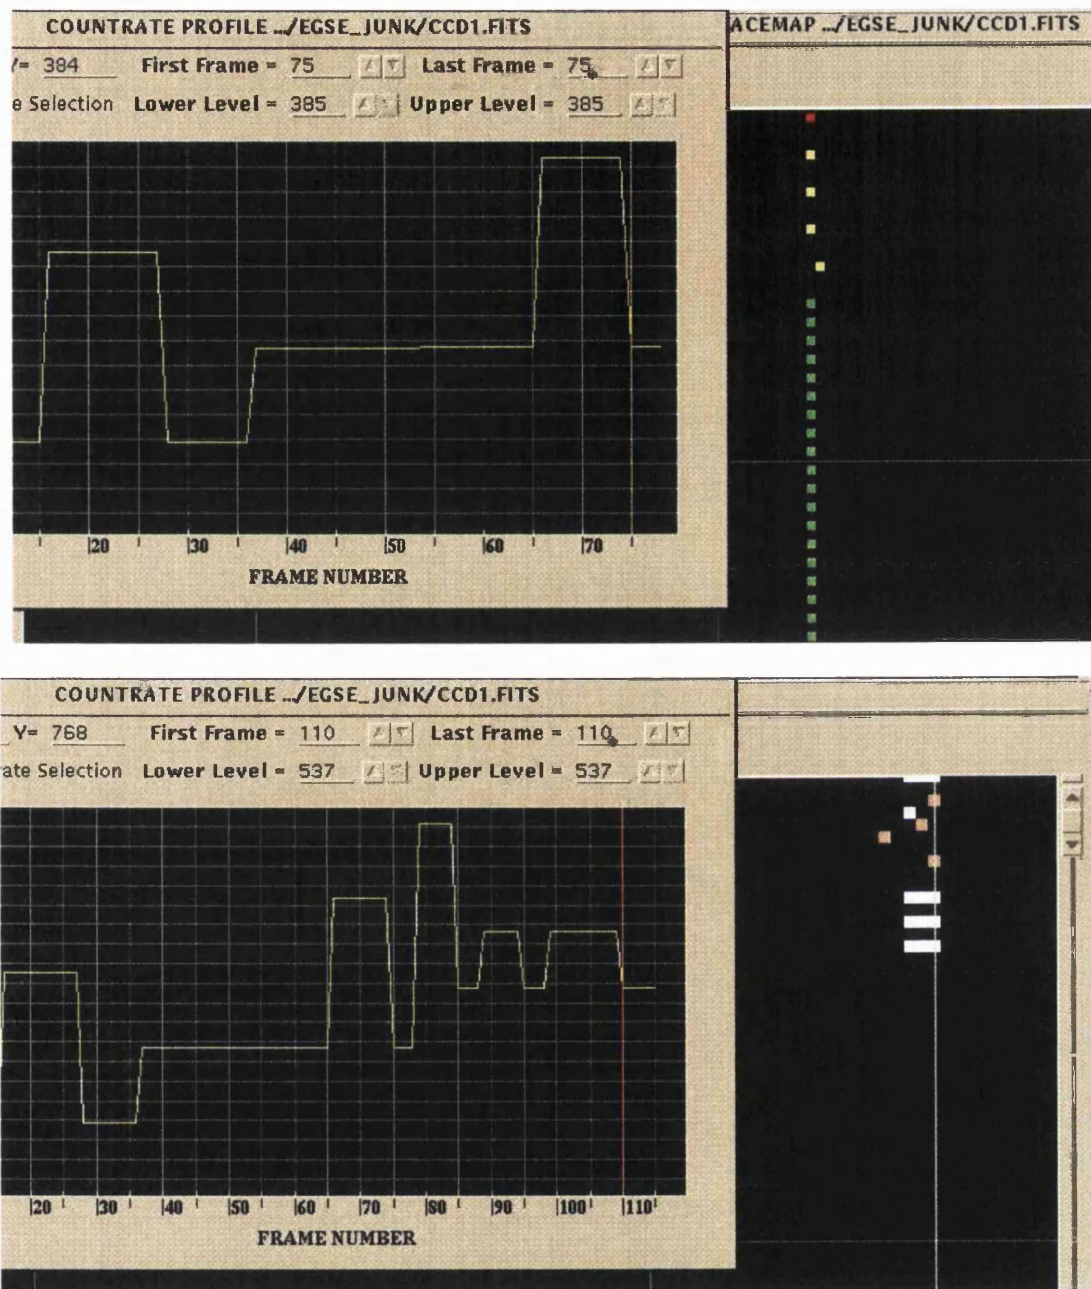 COUNTRATE PROFILE ../EGSE_JUNK/CCD1.FITS
ACEMAP ../EGSE_JUNK/CCD1.FITS
= 384 First Frame = 75 Last Frame = 75
e Selection Lower Level = 385 Upper Level = 385
|20 |30 |40 |50 |60 |70
FRAME NUMBER
COUNTRATE PROFILE ../EGSE_JUNK/CCD1.FITS
Y= 768 First Frame = 110 Last Frame = 110
ate Selection Lower Level = 537 Upper Level = 537
|20 |30 |40 |50 |60 |70 |80 |90 |100 |110
FRAME NUMBER